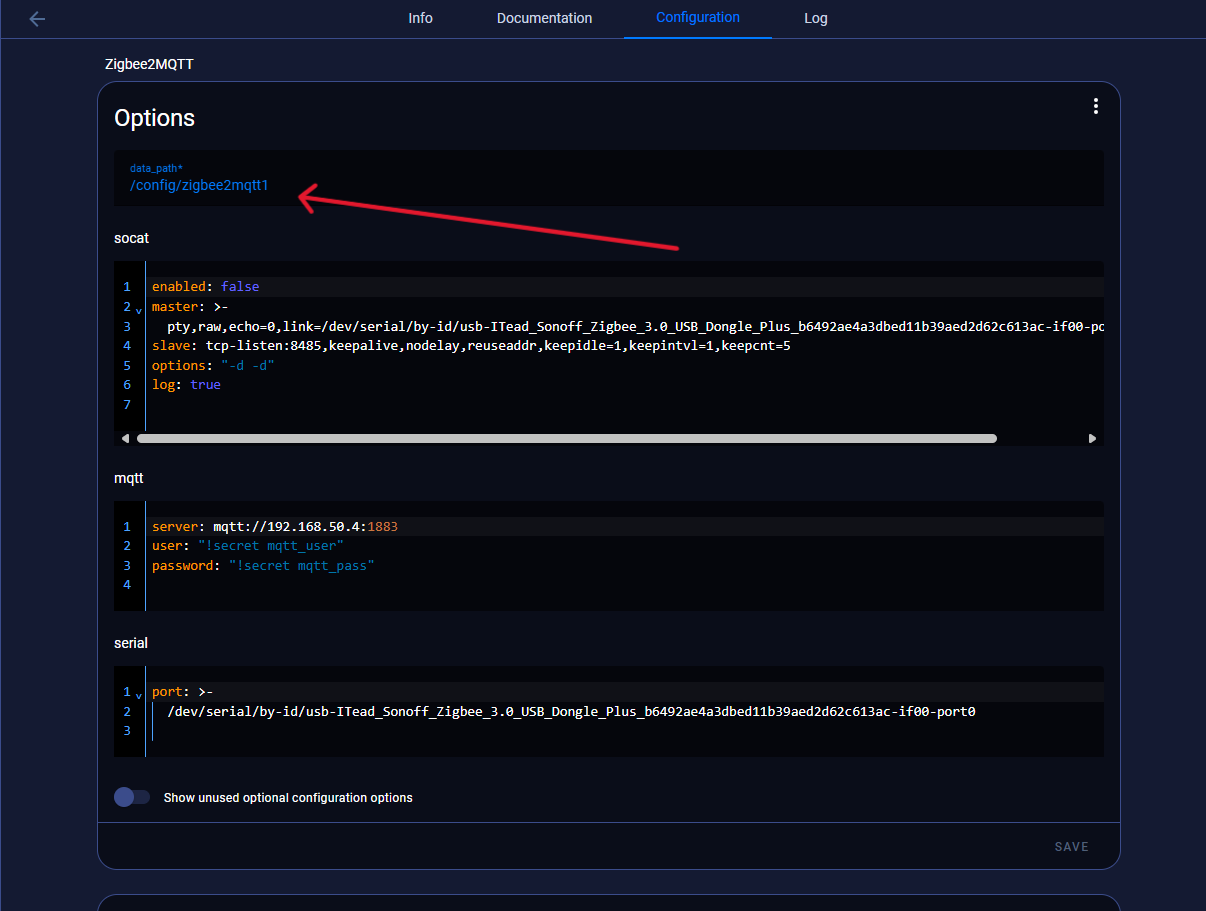 Info
Documentation
Configuration
Log
Zigbee2MQTT
Options
data_path*
/config/zigbee2mqtt1
socat
1 enabled: false
2 master: >-
3 pty,raw,echo=0,link=/dev/serial/by-id/usb-ITead_Sonoff_Zigbee_3.0_USB_Dongle_Plus_b6492ae4a3dbed11b39aed2d62c613ac-if00-po
4 slave: tcp-listen:8485,keepalive,nodelay,reuseaddr,keepidle=1,keepintvl=1,keepcnt=5
5 options: "-d -d"
6 log: true
7
mqtt
1 server: mqtt://192.168.50.4:1883
2 user: "!secret mqtt_user"
3 password: "!secret mqtt_pass"
4
serial
1 port: >-
2 /dev/serial/by-id/usb-ITead_Sonoff_Zigbee_3.0_USB_Dongle_Plus_b6492ae4a3dbed11b39aed2d62c613ac-if00-port0
3
Show unused optional configuration options
SAVE